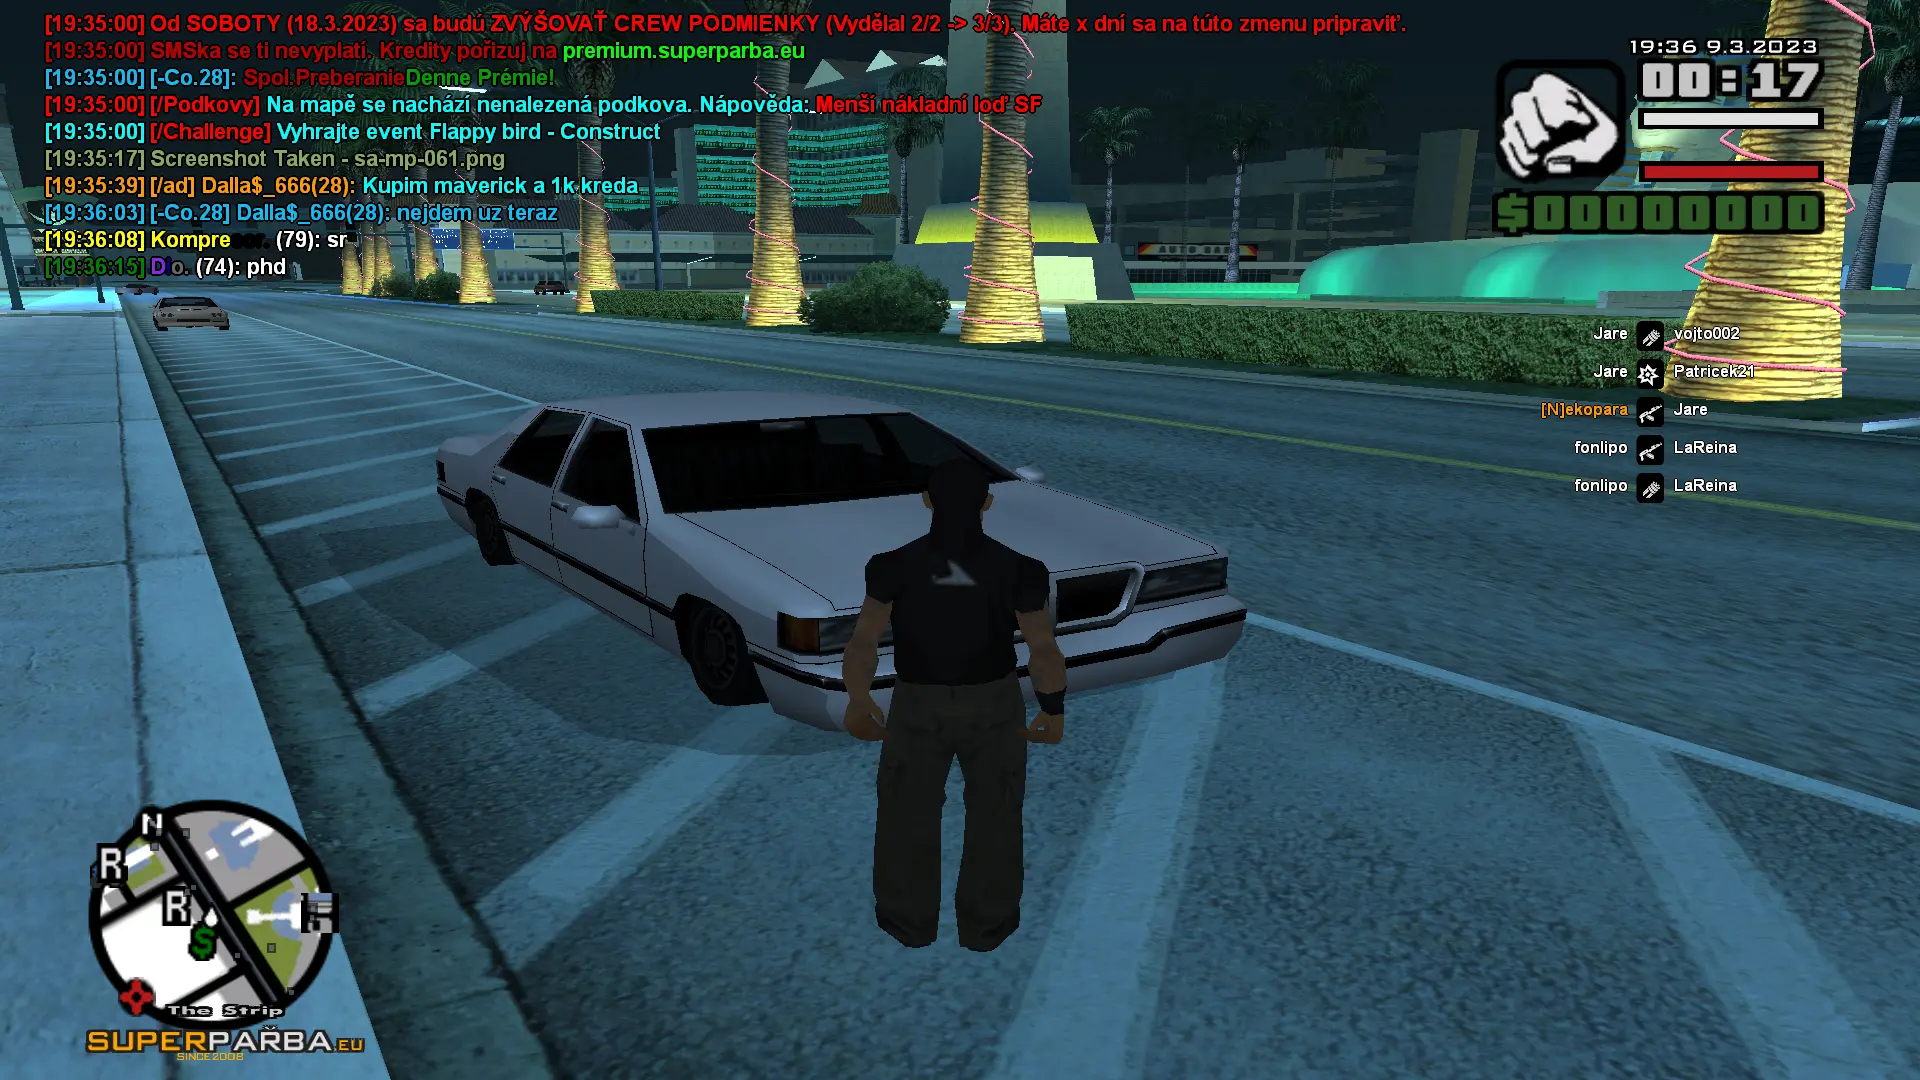 [19:35:00] Od SOBOTY (18.3.2023) sa budú ZVÝŠOVAŤ CREW PODMIENKY (Vydělal 2/2 -> 3/3). Máte x dní sa na túto zmenu pripraviť.
[19:35:00] SMSka se ti nevyplatí. Kredity pořizuj na premium.superparba.eu
[19:35:00] [-Co.28]: Spol.PreberanieDenne Prémie!
[19:35:00] [/Podkovy] Na mapě se nachází nenalezená podkova. Nápověda: Menší nákladní loď SF
[19:35:00] [/Challenge] Vyhrajte event Flappy bird - Construct
[19:35:17] Screenshot Taken - sa-mp-061.png
[19:35:39] [/ad] Dalla$_666(28): Kupim maverick a 1k kreda
[19:36:03] [-Co.28] Dalla$_666(28): nejdem uz teraz
[19:36:08] Kompre (79): sr
[19:36:15] Dio. (74): phd
19:36 9.3.2023
00:17
$000000000
AUTO BAHN
Jare vojto002
Jare Patricek21
[N]ekopara Jare
fonlipo LaReina
fonlipo LaReina
N
R
R
$
The Strip
SUPERPAŘBA.EU
SINCE 2008